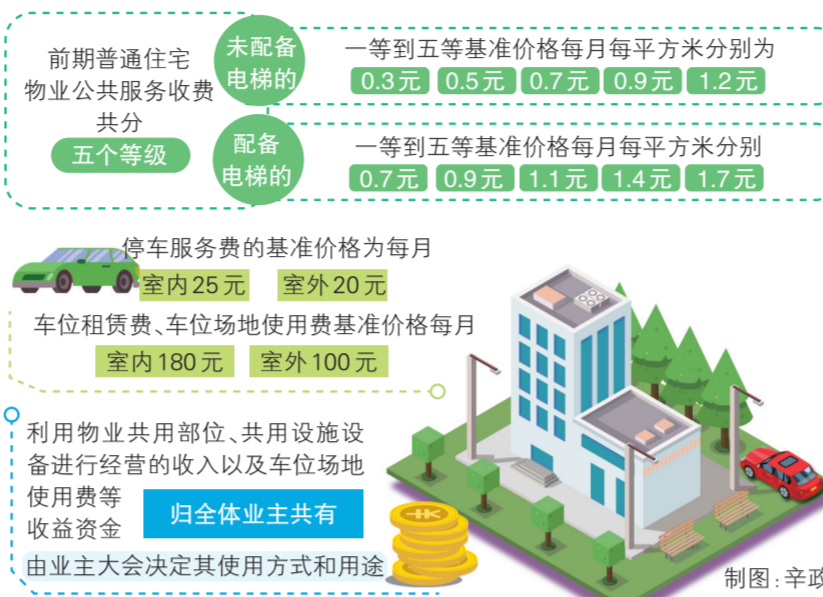 前期普通住宅
物业公共服务收费
共分
五个等级
未配备
电梯的
一等到五等基准价格每月每平方米分别为
0.3元 0.5元 0.7元 0.9元 1.2元
配备
电梯的
一等到五等基准价格每月每平方米分别
0.7元 0.9元 1.1元 1.4元 1.7元
停车服务费的基准价格为每月
室内25元 室外20元
车位租赁费、车位场地使用费基准价格每月
室内180元 室外100元
利用物业共用部位、共用设施设
备进行经营的收入以及车位场地
使用费等
收益资金
归全体业主共有
由业主大会决定其使用方式和用途
制图:辛政